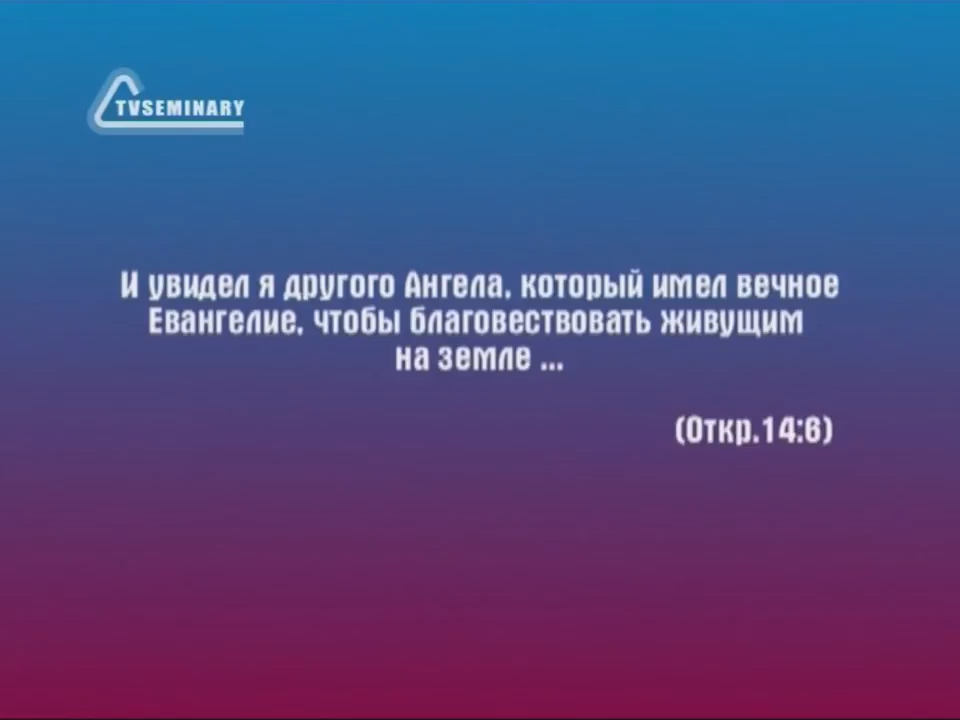 TVSEMINARY
И увидел я другого Ангела, который имел вечное
Евангелие, чтобы благовествовать живущим
на земле ...
(Откр.14:6)